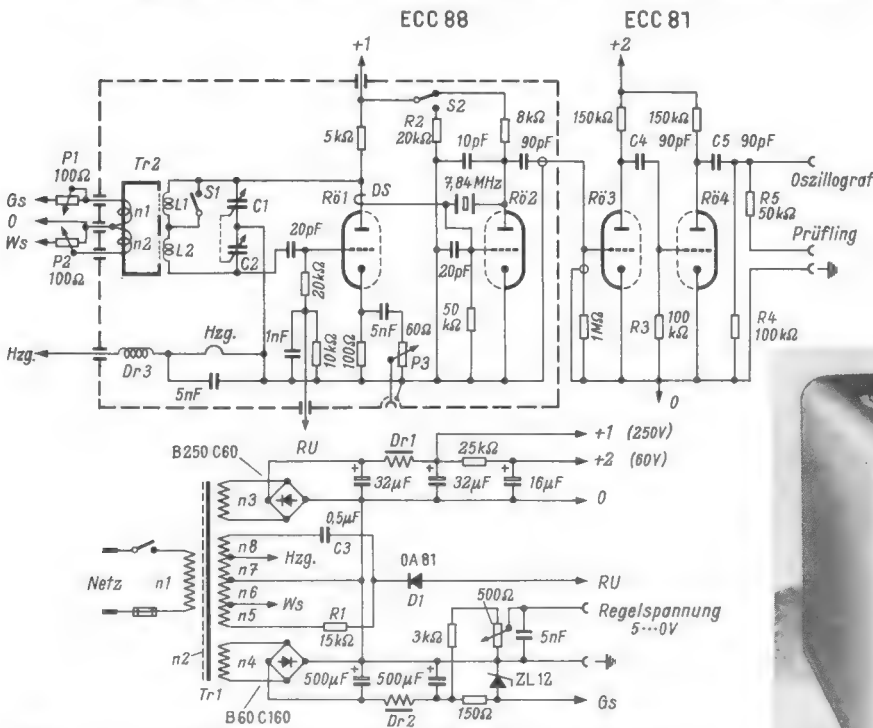 ECC 88
ECC 81
+1
+2
S2
R2
20kΩ
8kΩ
5kΩ
10pF
90pF
150kΩ
C4
150kΩ
90pF
C5
90pF
P1
100Ω
Tr2
Gs
0
Ws
n1
n2
P2
100Ω
L1
S1
L2
C1
C2
20pF
Rö1
DS
7,84 MHz
Rö2
Rö3
Rö4
Oszillograf
R5
50kΩ
Prüfling
20pF
20kΩ
50
kΩ
1nF
10kΩ
100Ω
5nF
60Ω
P3
1MΩ
R3
100
kΩ
R4
100kΩ
Hzg.
Hzg.
Dr3
5nF
0
RU
B250 C60
Dr1
+1 (250V)
25kΩ
+2 (60V)
n3
32μF
32μF
16μF
0
0,5μF
C3
n8
Hzg.
n7
n6
Ws
n5
R1
15kΩ
OA 81
D1
RU
Netz
n1
500Ω
Regelspannung
5···0V
3kΩ
5nF
n2
n4
Tr1
500μF
500μF
ZL 12
B60 C160
Dr2
150Ω
Gs